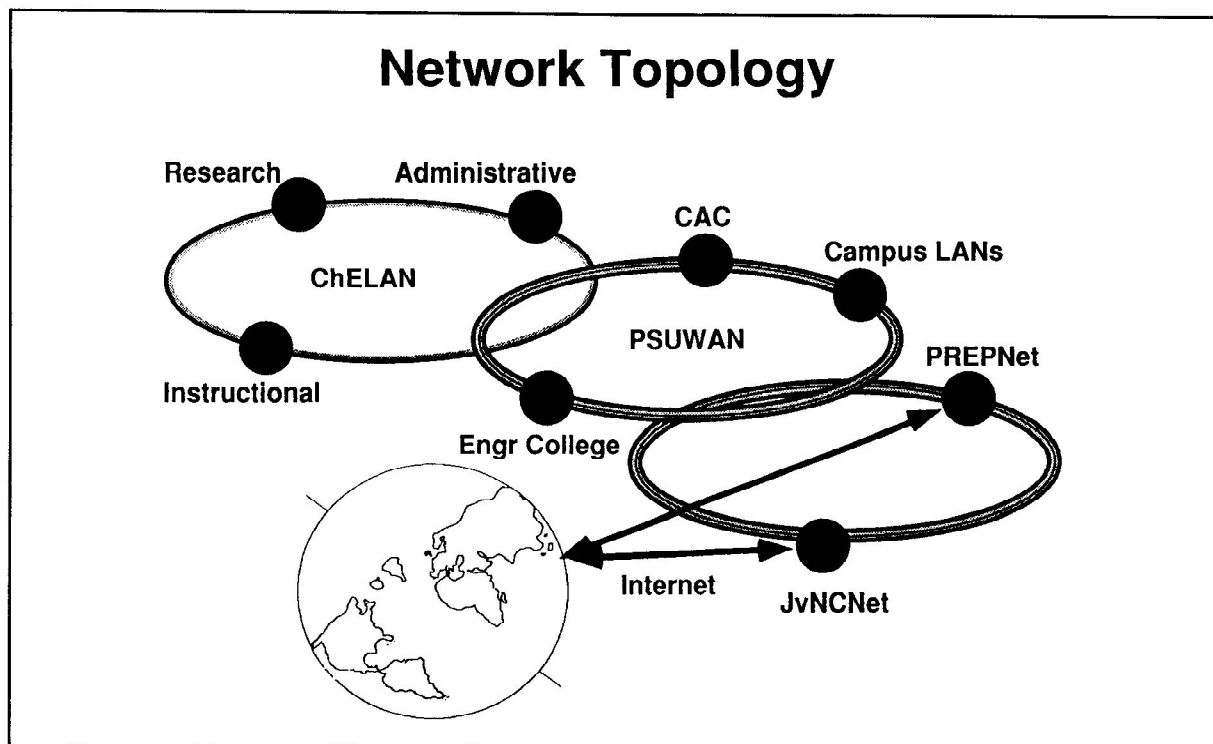 Network Topology
Research
Administrative
CAC
Campus LANs
ChELAN
PSUWAN
PREPNet
Instructional
Engr College
Internet
JvNCNet